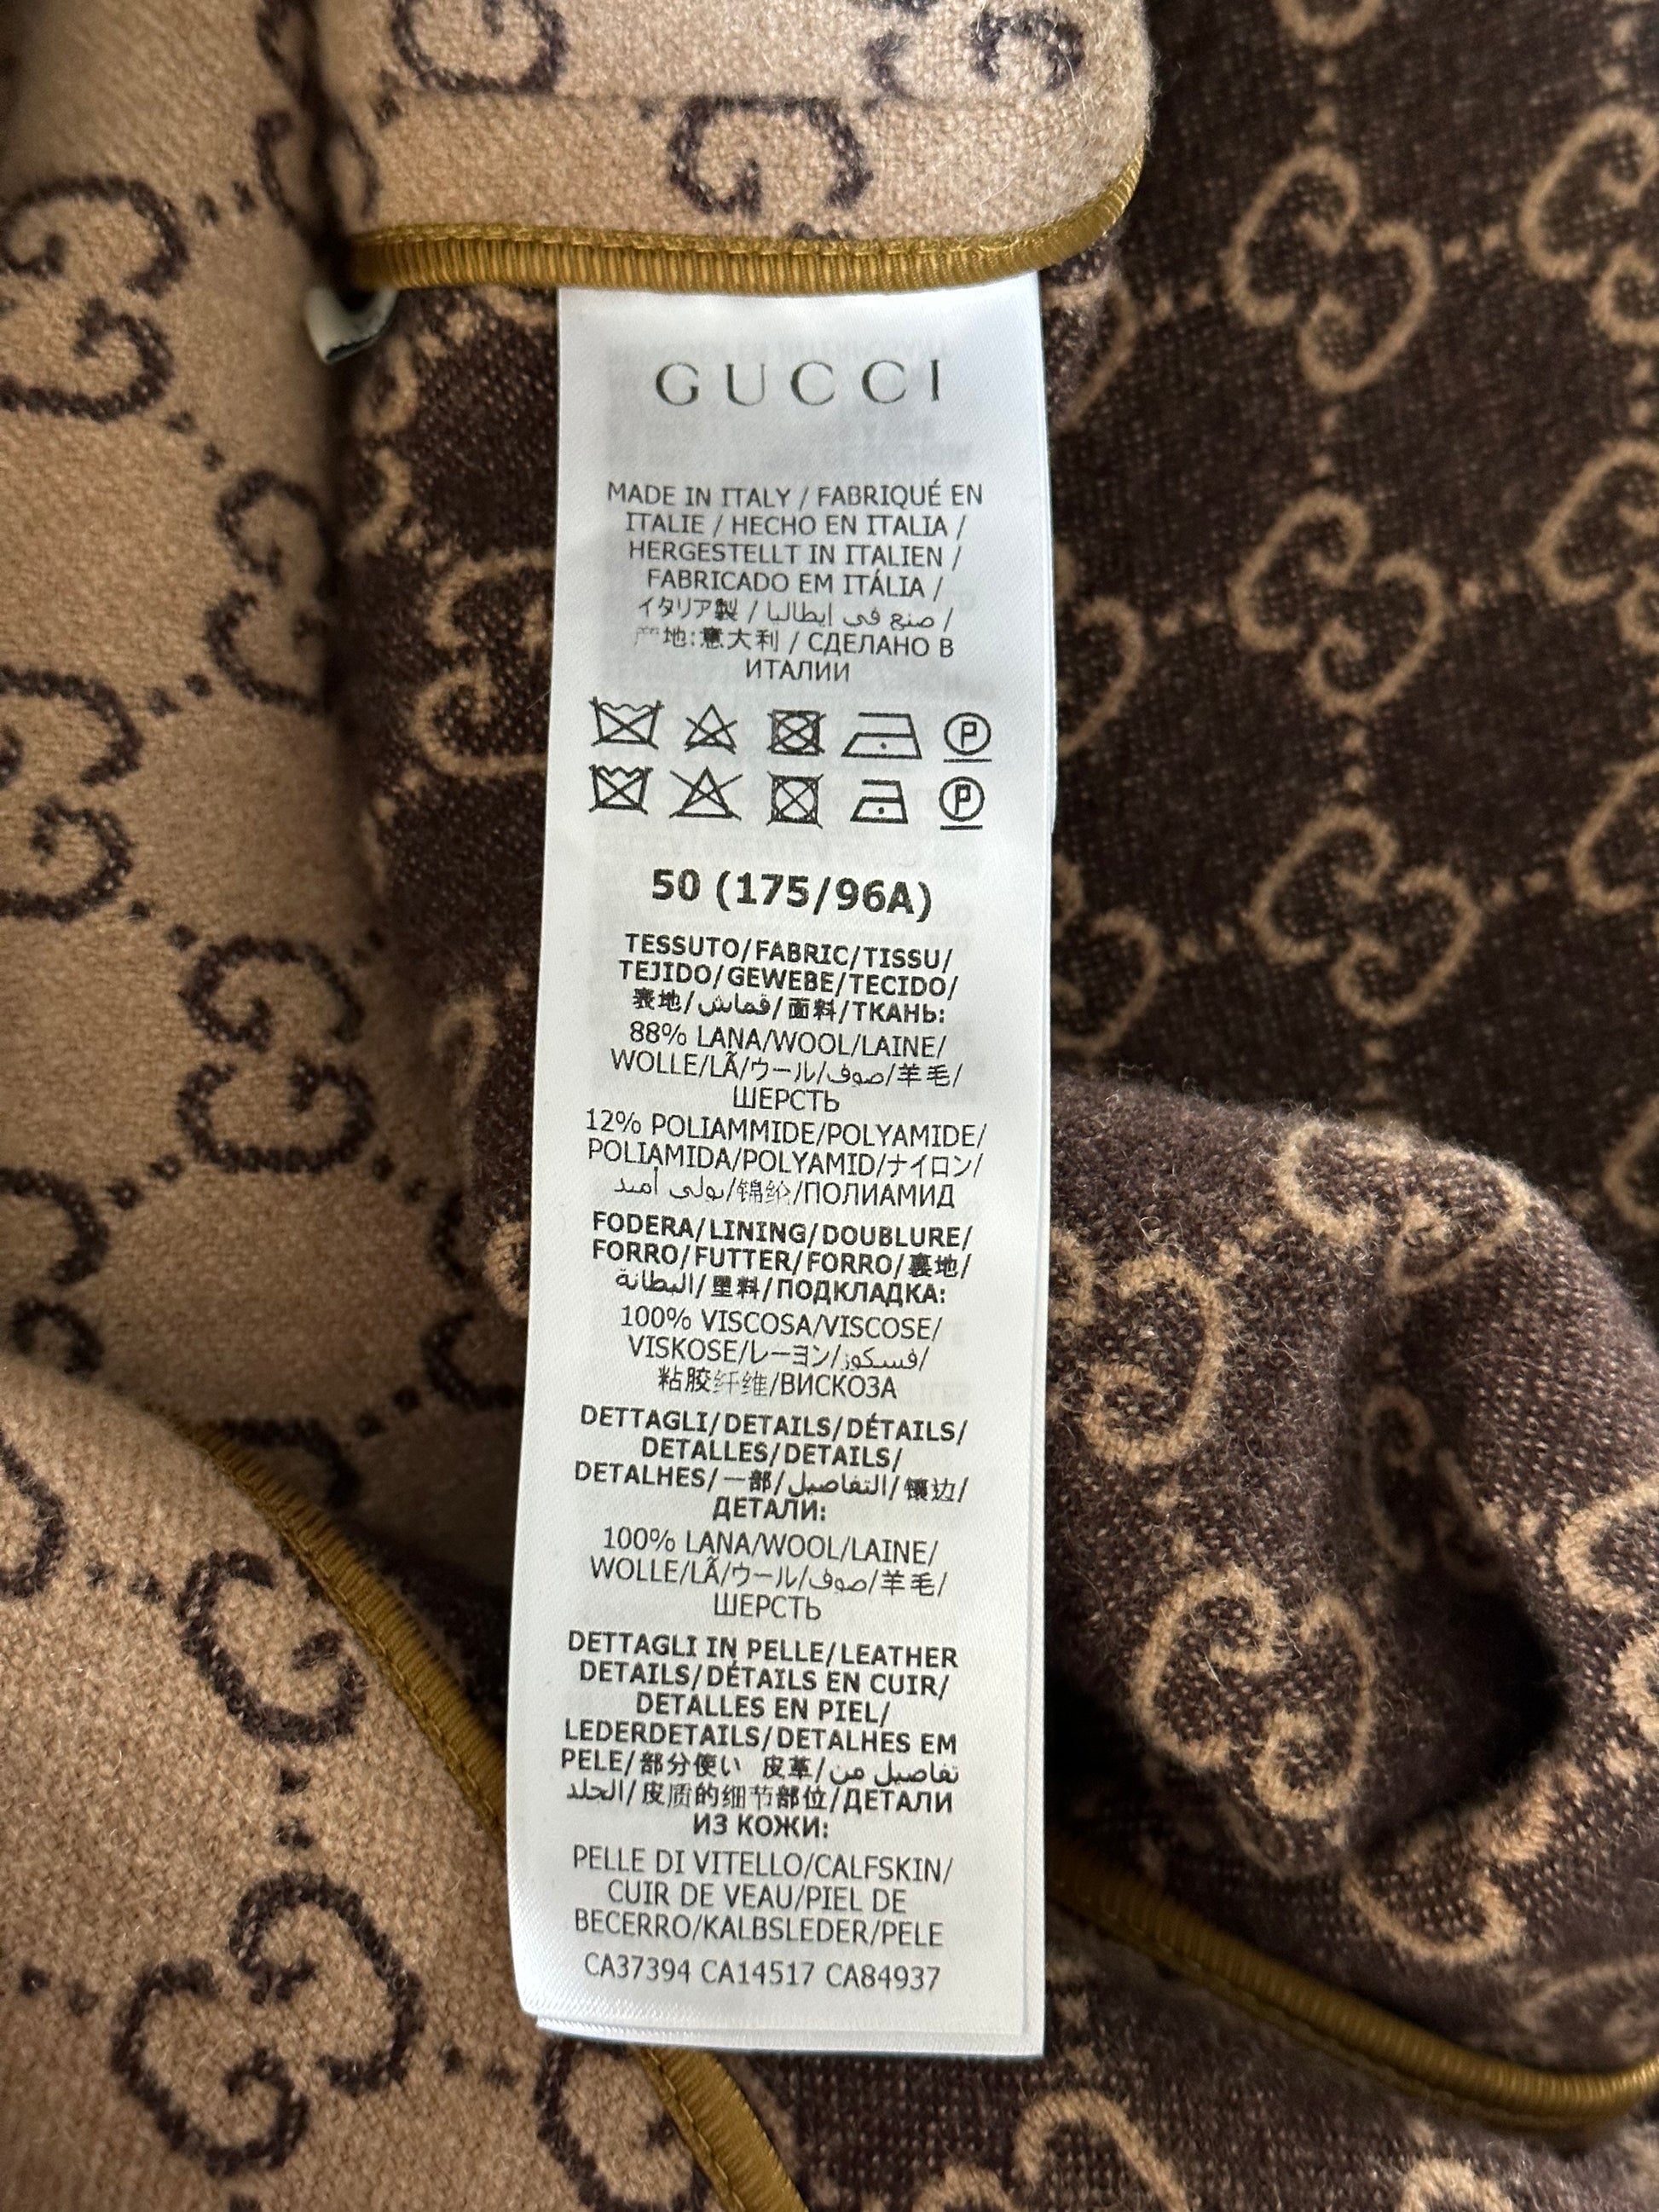 GUCCI
MADE IN ITALY / FABRIQUÉ EN
ITALIE / HECHO EN ITALIA /
HERGESTELLT IN ITALIEN /
FABRICADO EM ITÁLIA /
イタリア製 / صنع في ايطاليا /
产地:意大利 / СДЕЛАНО В
ИТАЛИИ
P
P
50 (175/96A)
TESSUTO/FABRIC/TISSU/
TEJIDO/GEWEBE/TECIDO/
表地/قماش/面料/ТКАНЬ:
88% LANA/WOOL/LAINE/
WOLLE/LÃ/ウール/صوف/羊毛/
ШЕРСТЬ
12% POLIAMMIDE/POLYAMIDE/
POLIAMIDA/POLYAMID/ナイロン/
بولي اميد/锦纶/ПОЛИАМИД
FODERA/LINING/DOUBLURE/
FORRO/FUTTER/FORRO/裏地/
البطانة/里料/ПОДКЛАДКА:
100% VISCOSA/VISCOSE/
VISKOSE/レーヨン/فسكوز/
粘胶纤维/ВИСКОЗА
DETTAGLI/DETAILS/DÉTAILS/
DETALLES/DETAILS/
DETALHES/一部/التفاصيل/镶边/
ДЕТАЛИ:
100% LANA/WOOL/LAINE/
WOLLE/LÃ/ウール/صوف/羊毛/
ШЕРСТЬ
DETTAGLI IN PELLE/LEATHER
DETAILS/DÉTAILS EN CUIR/
DETALLES EN PIEL/
LEDERDETAILS/DETALHES EM
PELE/部分使い 皮革/تفاصيل من
الجلد/皮质的细节部位/ДЕТАЛИ
ИЗ КОЖИ:
PELLE DI VITELLO/CALFSKIN/
CUIR DE VEAU/PIEL DE
BECERRO/KALBSLEDER/PELE
CA37394 CA14517 CA84937